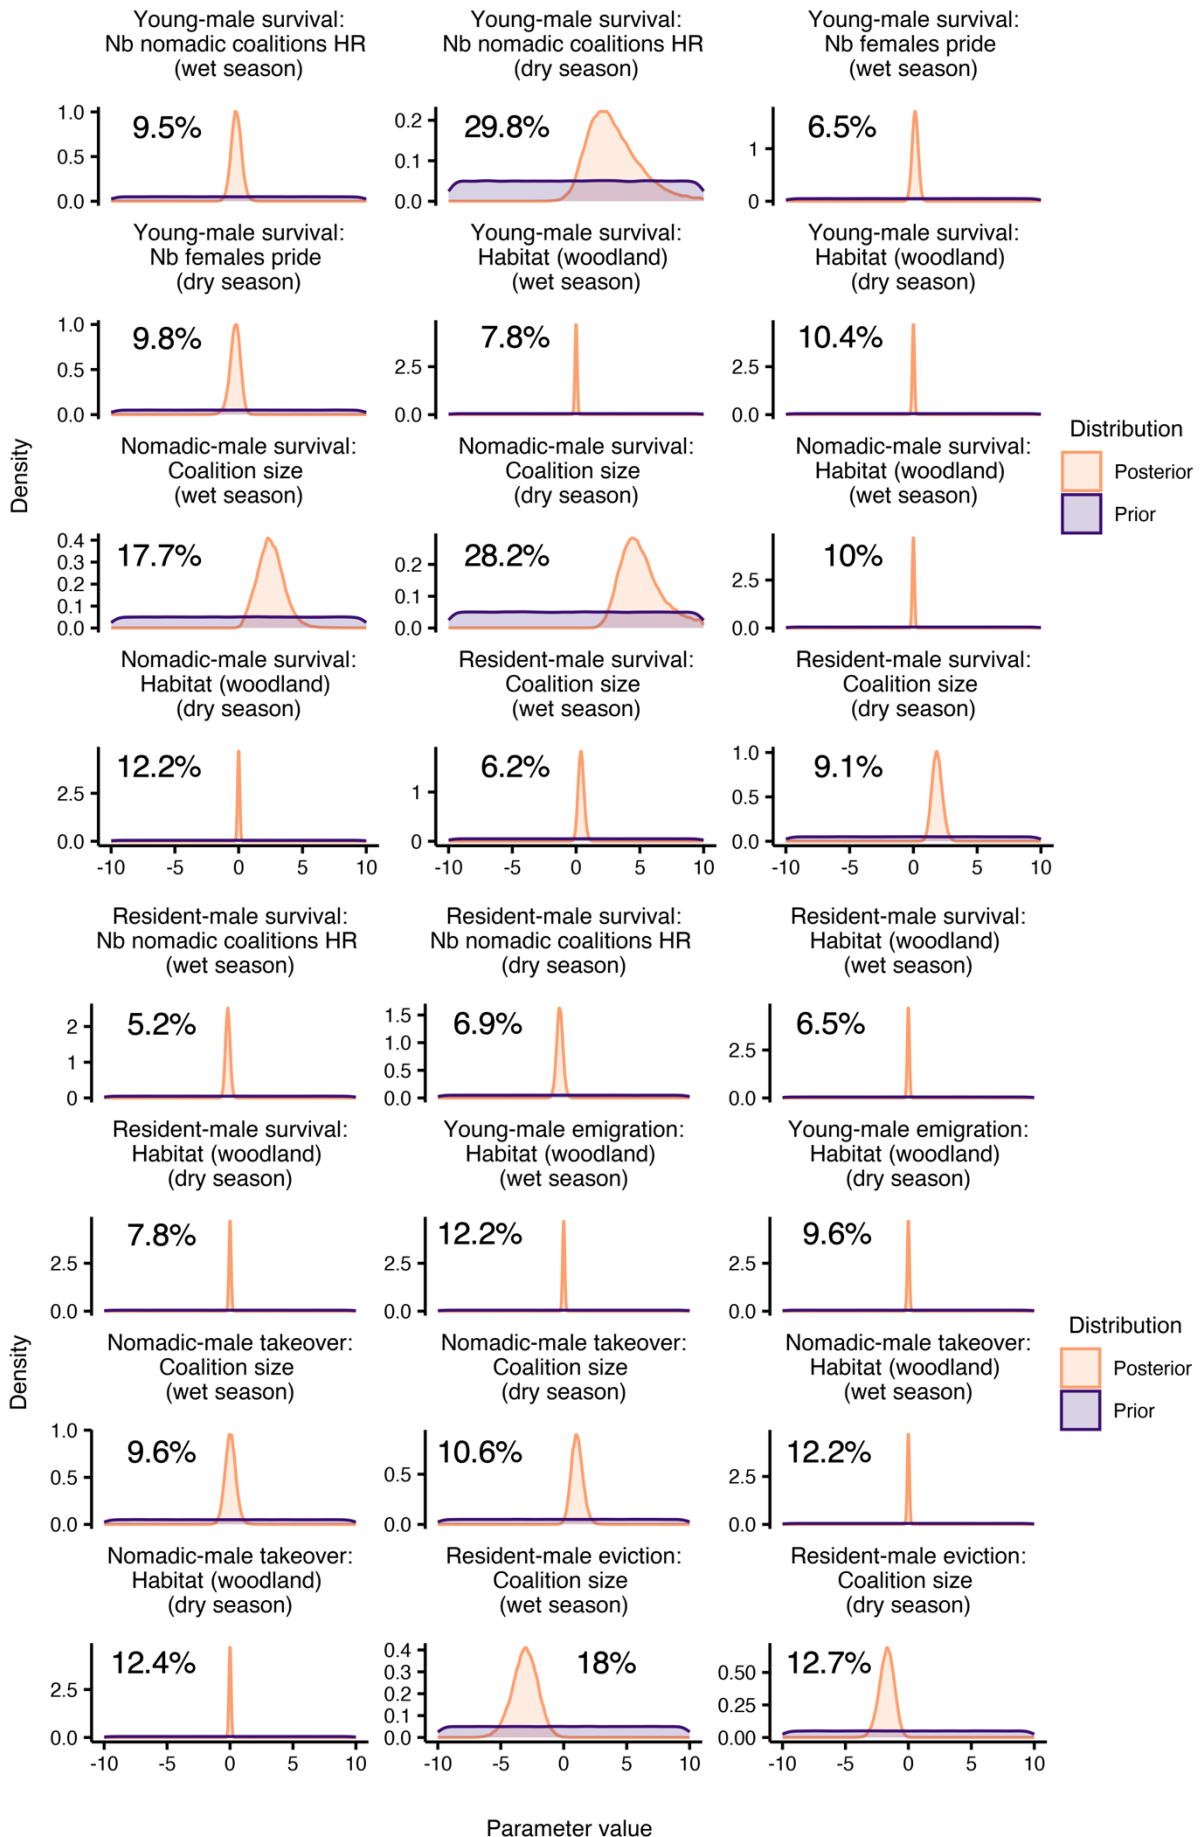 Young-male survival:
Nb nomadic coalitions HR
(wet season)
Young-male survival:
Nb nomadic coalitions HR
(dry season)
Young-male survival:
Nb females pride
(wet season)
1.0
0.5
0.0
9.5%
0.2
0.1
0.0
29.8%
1
0
6.5%
Young-male survival:
Nb females pride
(dry season)
Young-male survival:
Habitat (woodland)
(wet season)
Young-male survival:
Habitat (woodland)
(dry season)
1.0
0.5
0.0
9.8%
2.5
0.0
7.8%
2.5
0.0
10.4%
Nomadic-male survival:
Coalition size
(wet season)
Nomadic-male survival:
Coalition size
(dry season)
Nomadic-male survival:
Habitat (woodland)
(wet season)
0.4
0.3
0.2
0.1
0.0
17.7%
0.2
0.1
0.0
28.2%
2.5
0.0
10%
Nomadic-male survival:
Habitat (woodland)
(dry season)
Resident-male survival:
Coalition size
(wet season)
Resident-male survival:
Coalition size
(dry season)
2.5
0.0
12.2%
1
0
6.2%
1.0
0.5
0.0
9.1%
-10 -5 0 5 10
-10 -5 0 5 10
-10 -5 0 5 10
Density
Distribution
Posterior
Prior
Resident-male survival:
Nb nomadic coalitions HR
(wet season)
Resident-male survival:
Nb nomadic coalitions HR
(dry season)
Resident-male survival:
Habitat (woodland)
(wet season)
2
1
0
5.2%
1.5
1.0
0.5
0.0
6.9%
2.5
0.0
6.5%
Resident-male survival:
Habitat (woodland)
(dry season)
Young-male emigration:
Habitat (woodland)
(wet season)
Young-male emigration:
Habitat (woodland)
(dry season)
2.5
0.0
7.8%
2.5
0.0
12.2%
2.5
0.0
9.6%
Nomadic-male takeover:
Coalition size
(wet season)
Nomadic-male takeover:
Coalition size
(dry season)
Nomadic-male takeover:
Habitat (woodland)
(wet season)
1.0
0.5
0.0
9.6%
0.5
0.0
10.6%
2.5
0.0
12.2%
Nomadic-male takeover:
Habitat (woodland)
(dry season)
Resident-male eviction:
Coalition size
(wet season)
Resident-male eviction:
Coalition size
(dry season)
2.5
0.0
12.4%
0.4
0.3
0.2
0.1
0.0
18%
0.50
0.25
0.00
12.7%
-10 -5 0 5 10
-10 -5 0 5 10
-10 -5 0 5 10
Density
Distribution
Posterior
Prior
Parameter value